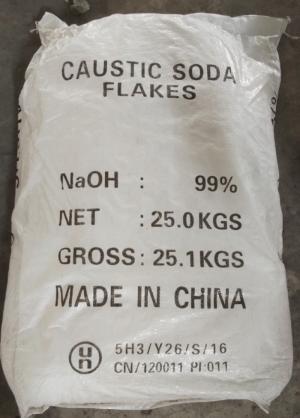 CAUSTIC SODA
FLAKES
NaOH : 99%
NET : 25.0KGS
GROSS : 25.1KGS
MADE IN CHINA
UN
5H3/Y26/S/16
CN/120011 PI:011